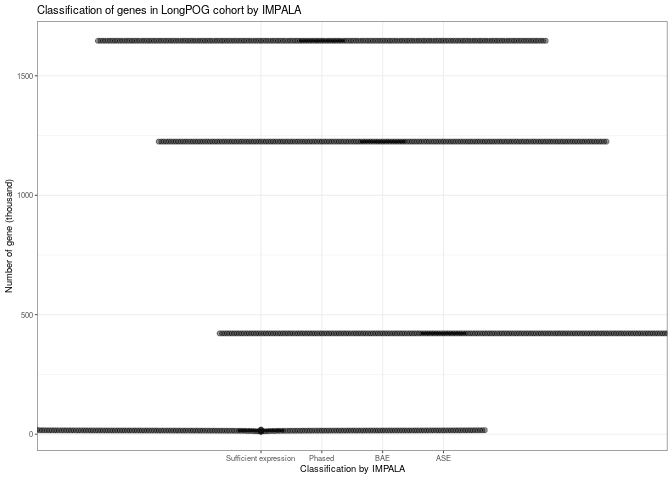 Classification of genes in LongPOG cohort by IMPALA
Number of gene (thousand)
1500
1000
500
0
Sufficient expression Phased BAE ASE
Classification by IMPALA